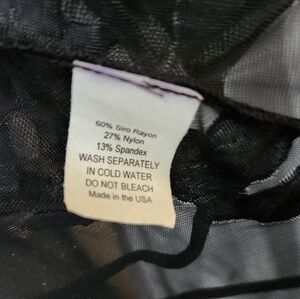 60% Siro Rayon
27% Nylon
13% Spandex
WASH SEPARATELY
IN COLD WATER
DO NOT BLEACH
Made in the USA